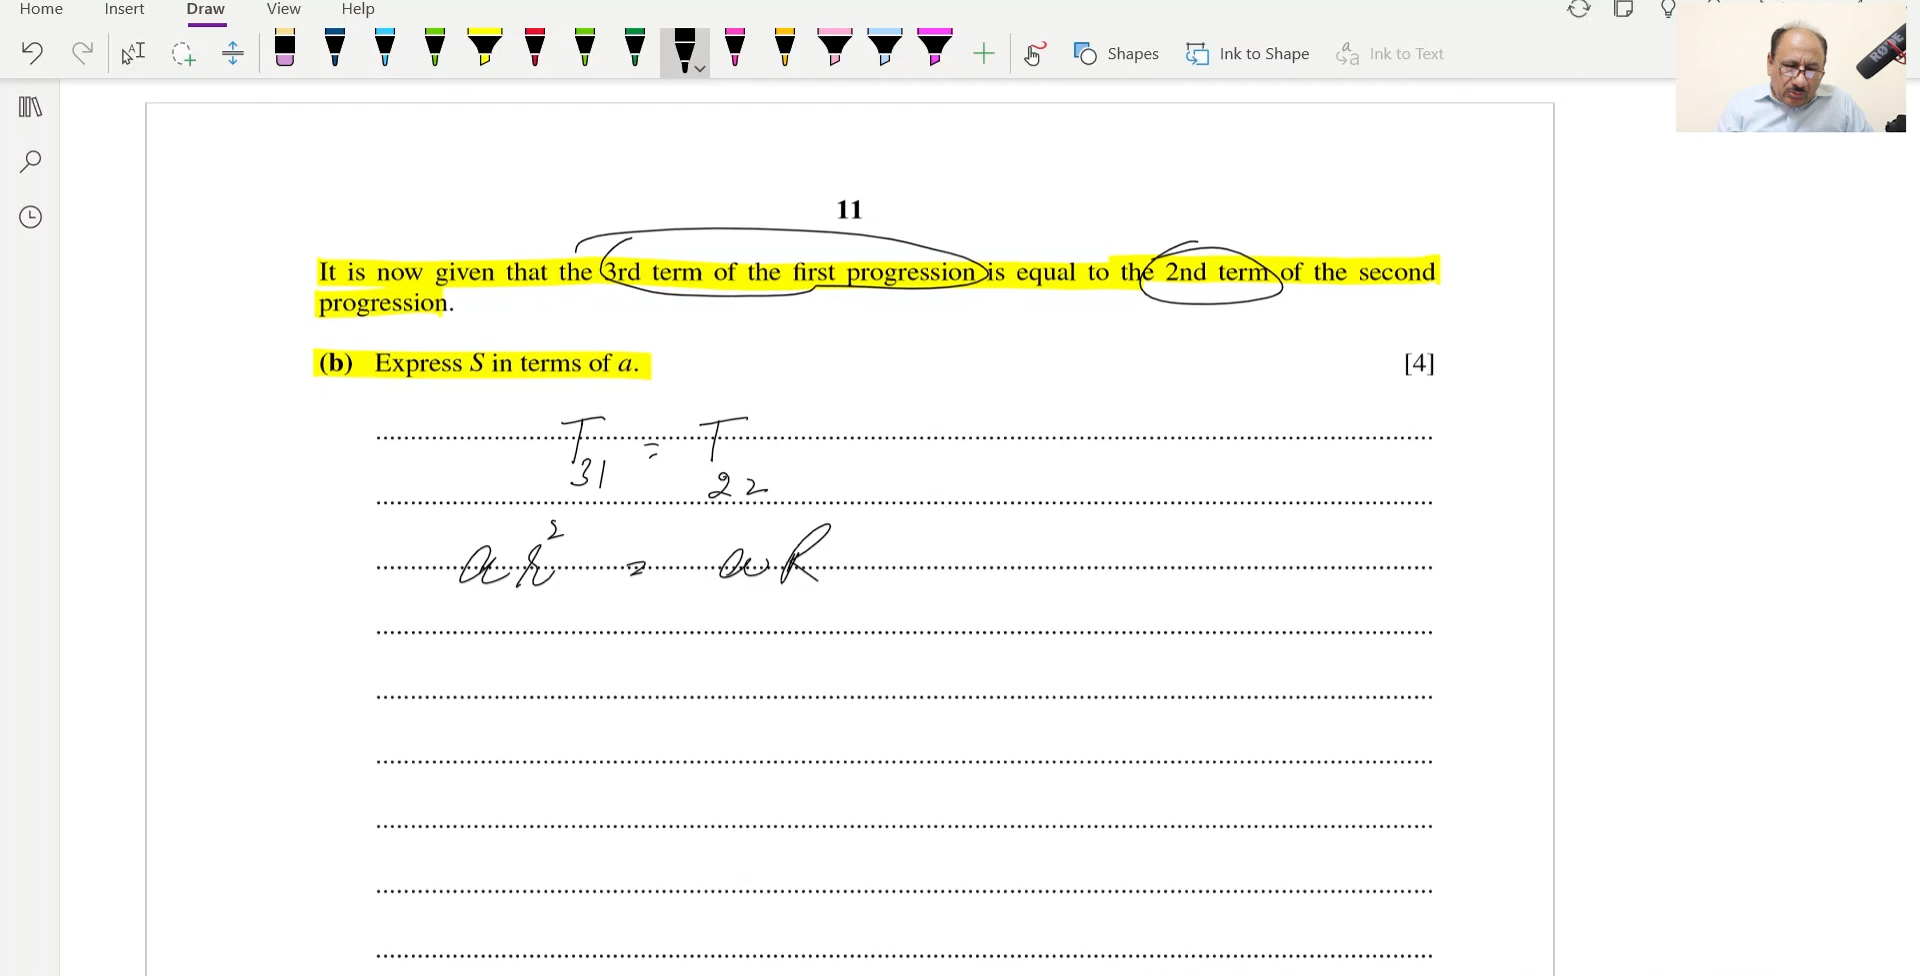 Home Insert Draw View Help
Shapes Ink to Shape Ink to Text
RØDE
11
It is now given that the 3rd term of the first progression is equal to the 2nd term of the second
progression.
(b) Express S in terms of a. [4]
T31 = T22
ar² = aR